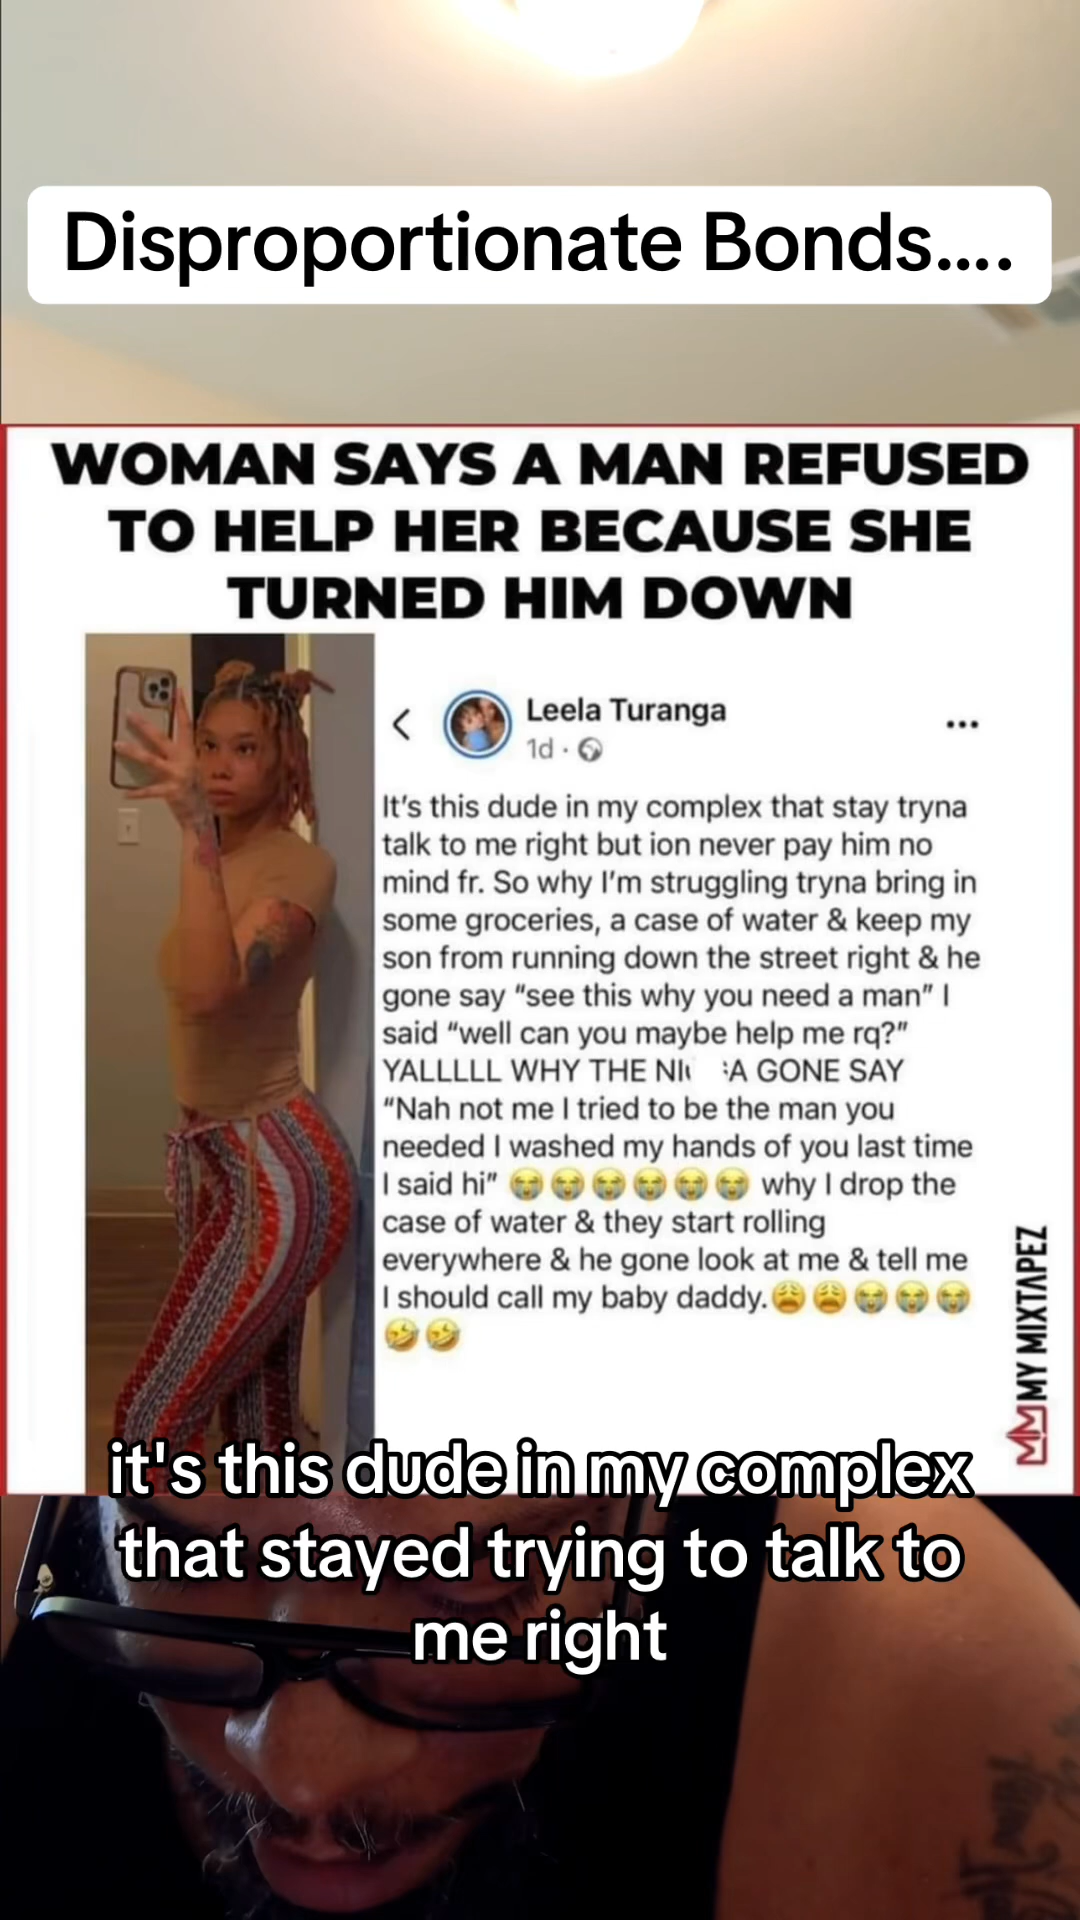 Disproportionate Bonds....
WOMAN SAYS A MAN REFUSED
TO HELP HER BECAUSE SHE
TURNED HIM DOWN
Leela Turanga
1d ·
It's this dude in my complex that stay tryna
talk to me right but ion never pay him no
mind fr. So why I'm struggling tryna bring in
some groceries, a case of water & keep my
son from running down the street right & he
gone say "see this why you need a man" I
said "well can you maybe help me rq?"
YALLLLL WHY THE GONE SAY
"Nah not me I tried to be the man you
needed I washed my hands of you last time
I said hi" 😭😭😭😭😭😭 why I drop the
case of water & they start rolling
everywhere & he gone look at me & tell me
I should call my baby daddy.😩😩😭😭😭
🤣🤣
MY MIXTAPEZ
it's this dude in my complex
that stayed trying to talk to
me right